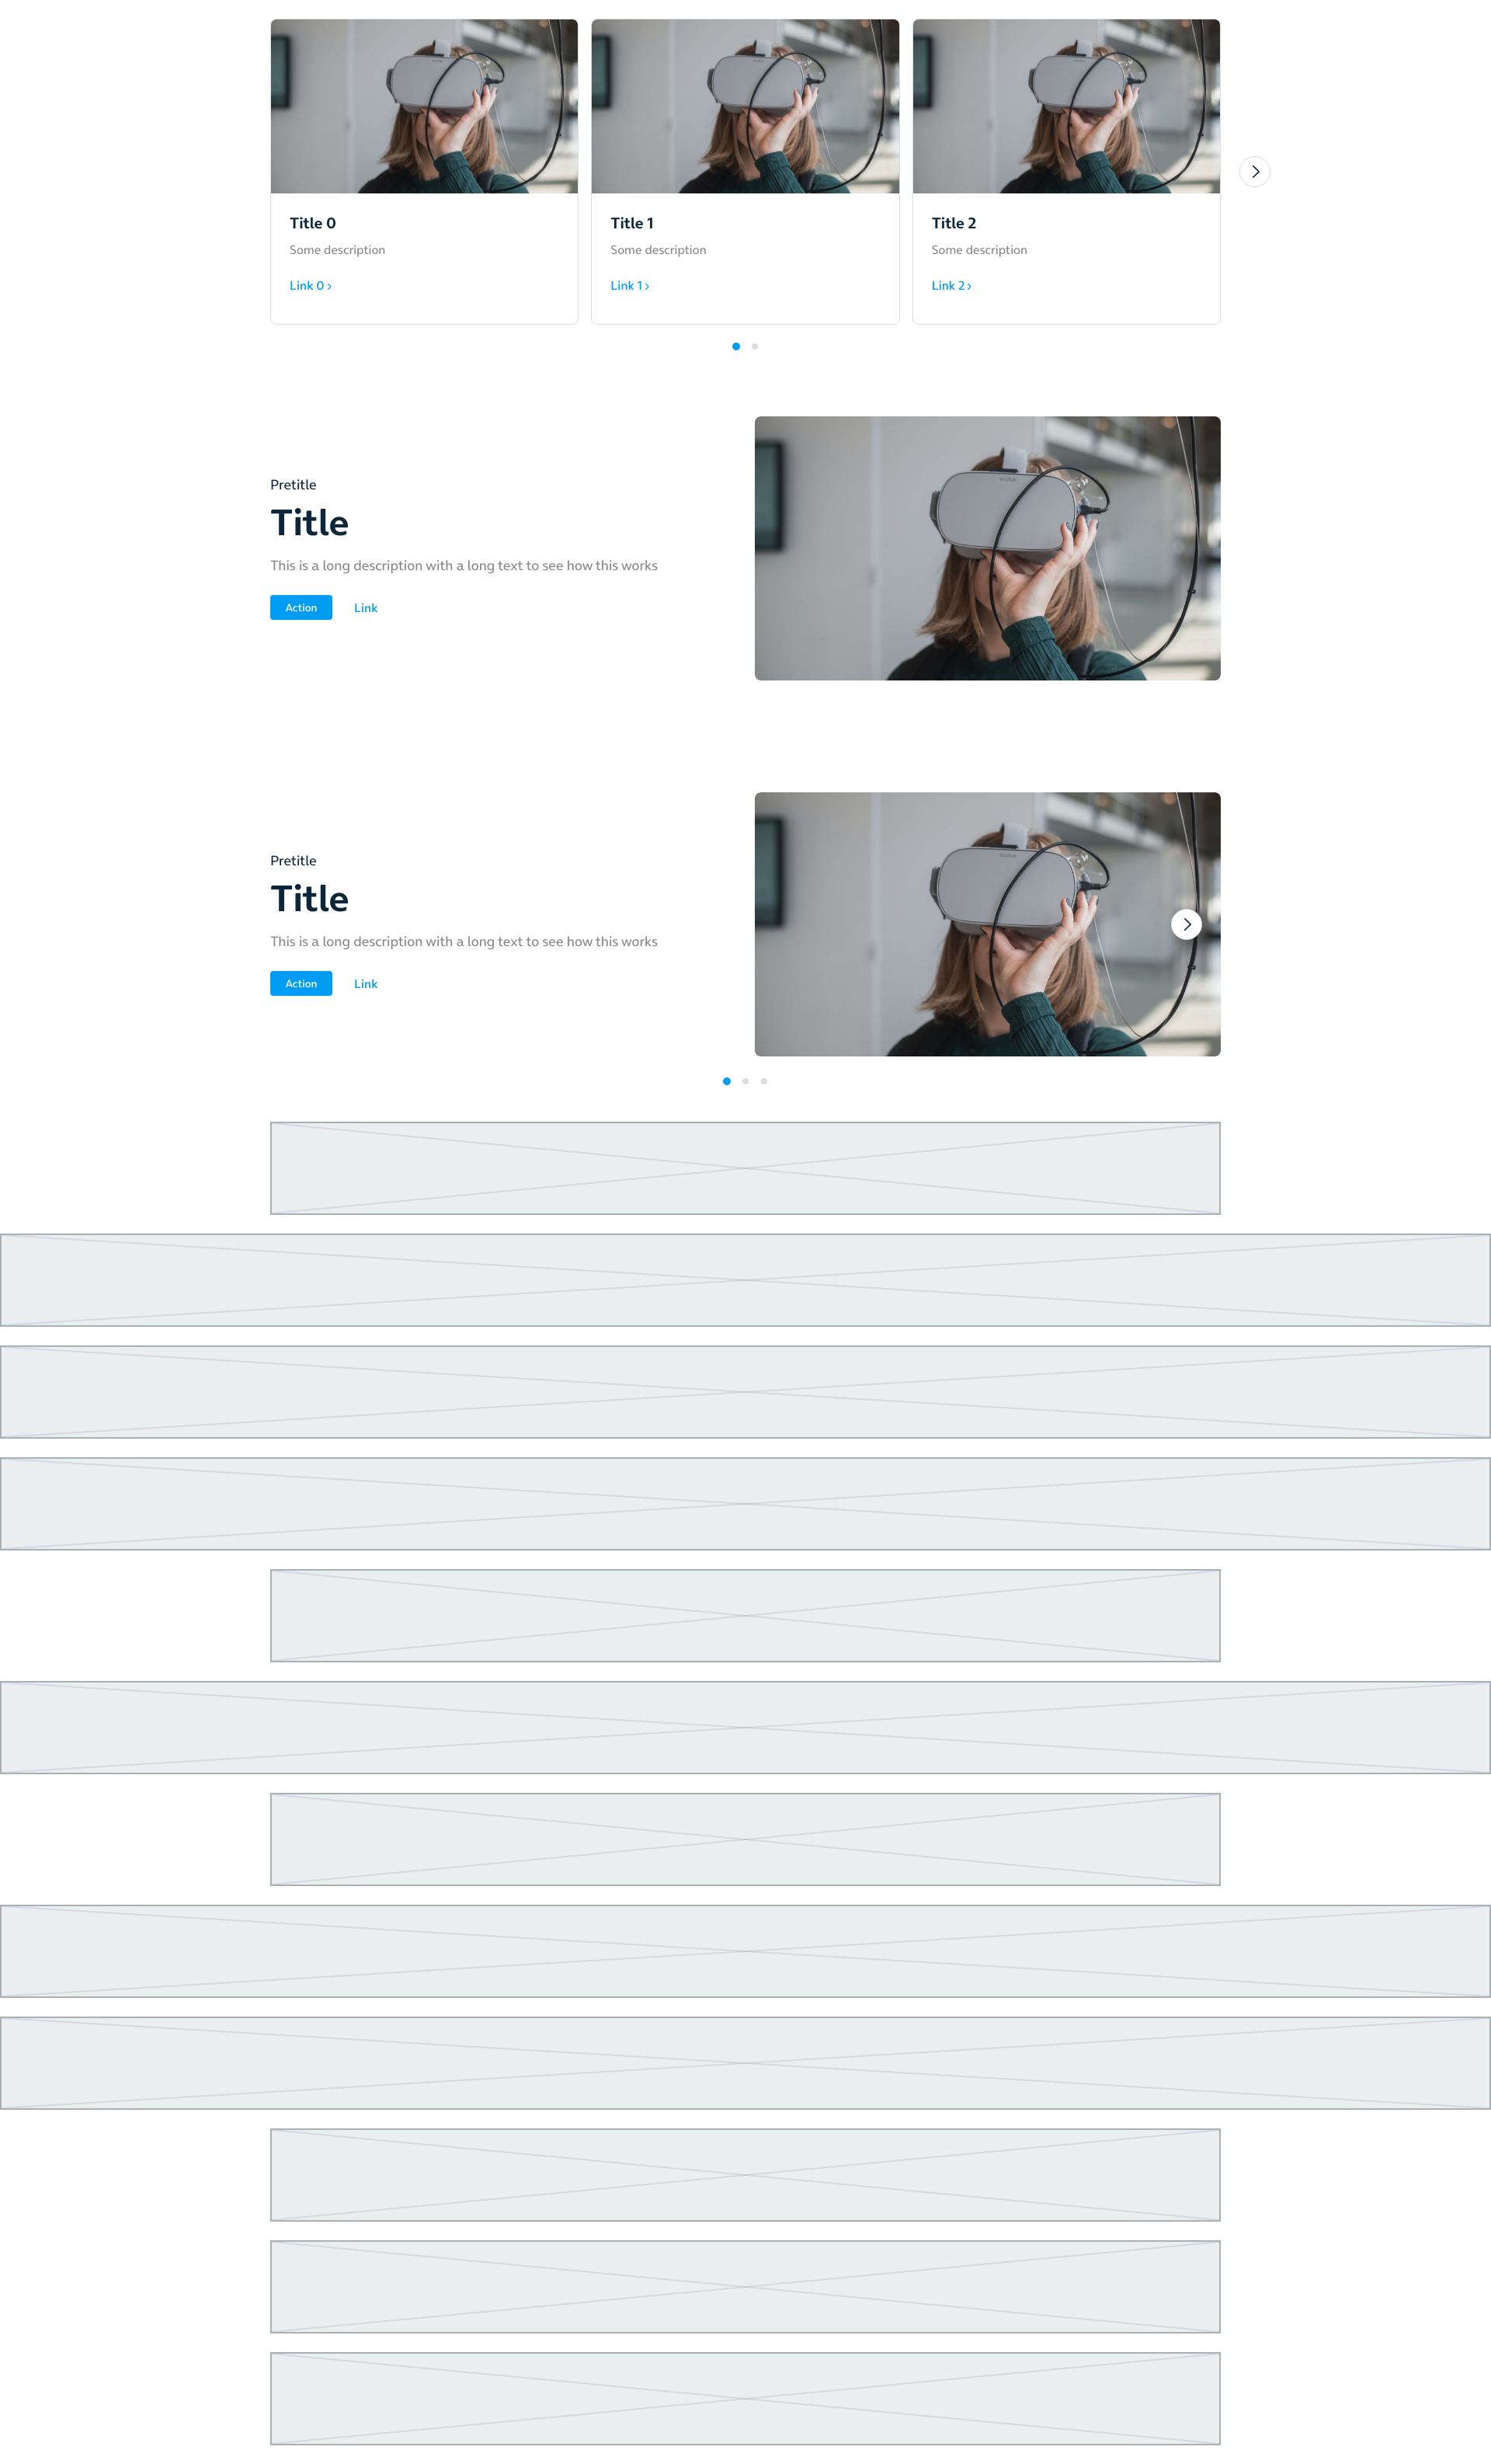 Title 0
Some description
Link 0
Title 1
Some description
Link 1
Title 2
Some description
Link 2
Pretitle
Title
This is a long description with a long text to see how this works
Action Link
Pretitle
Title
This is a long description with a long text to see how this works
Action Link